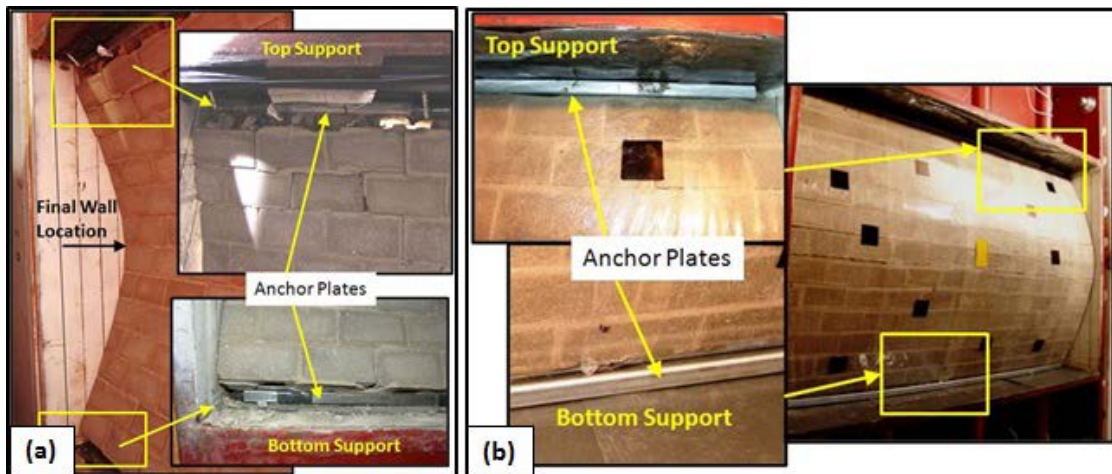 Top Support
Final Wall
Location
Anchor Plates
Bottom Support
(a)
Top Support
Anchor Plates
Bottom Support
(b)